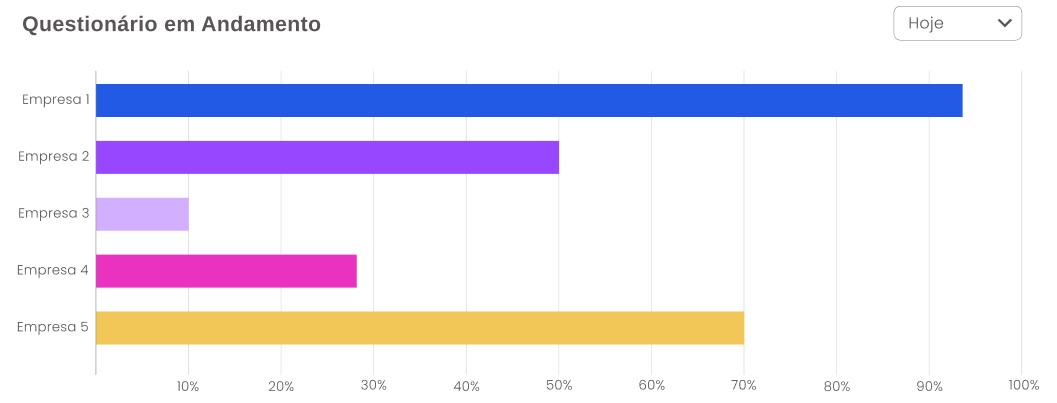 Questionário em Andamento
Hoje
Empresa 1
Empresa 2
Empresa 3
Empresa 4
Empresa 5
10% 20% 30% 40% 50% 60% 70% 80% 90% 100%